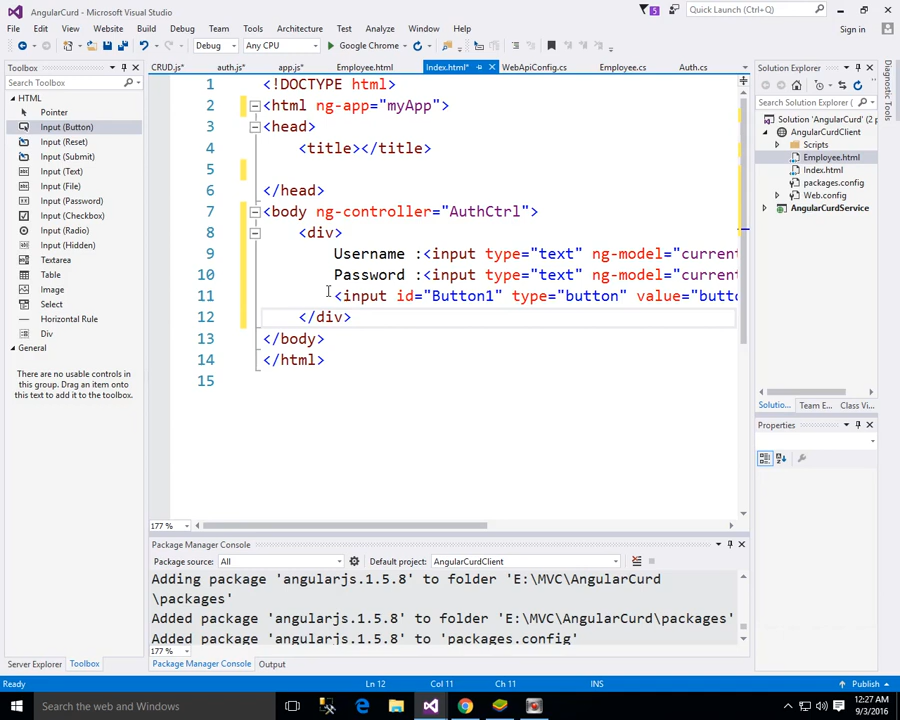 AngularCurd - Microsoft Visual Studio
5
Quick Launch (Ctrl+Q)
File Edit View Website Build Debug Team Tools Architecture Test Analyze Window Help
Sign in
Debug Any CPU Google Chrome
Toolbox
CRUD.js* auth.js* app.js* Employee.html Index.html* WebApiConfig.cs Employee.cs Auth.cs
Solution Explorer
Diagnostic Tools
Search Toolbox
HTML
Pointer
Input (Button)
Input (Reset)
Input (Submit)
Input (Text)
Input (File)
Input (Password)
Input (Checkbox)
Input (Radio)
Input (Hidden)
Textarea
Table
Image
Select
Horizontal Rule
Div
General
There are no usable controls in
this group. Drag an item onto
this text to add it to the toolbox.
1 <!DOCTYPE html>
2 <html ng-app="myApp">
3 <head>
4 <title></title>
5
6 </head>
7 <body ng-controller="AuthCtrl">
8 <div>
9 Username :<input type="text" ng-model="current
10 Password :<input type="text" ng-model="current
11 <input id="Button1" type="button" value="butto
12 </div>
13 </body>
14 </html>
15
177 %
Search Solution Explorer (Ctrl+;)
Solution 'AngularCurd' (2 p
AngularCurdClient
Scripts
Employee.html
Index.html
packages.config
Web.config
AngularCurdService
Solutio... Team E... Class Vi...
Properties
Package Manager Console
Package source: All Default project: AngularCurdClient
Adding package 'angularjs.1.5.8' to folder 'E:\MVC\AngularCurd
\packages'
Added package 'angularjs.1.5.8' to folder 'E:\MVC\AngularCurd\packages'
Added package 'angularjs.1.5.8' to 'packages.config'
177 %
Server Explorer Toolbox
Package Manager Console Output
Ready Ln 12 Col 11 Ch 11 INS Publish
Search the web and Windows
12:27 AM
9/3/2016